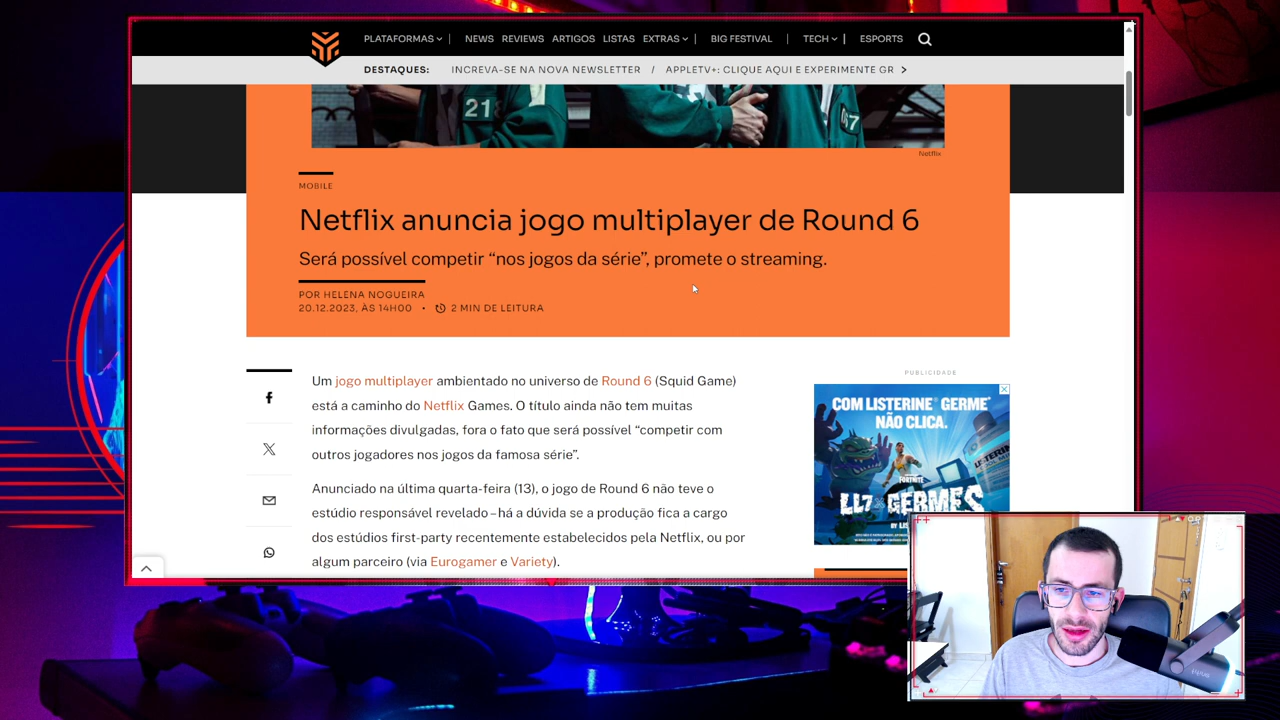 PLATAFORMAS NEWS REVIEWS ARTIGOS LISTAS EXTRAS BIG FESTIVAL TECH ESPORTS
DESTAQUES: INCREVA-SE NA NOVA NEWSLETTER / APPLETV+: CLIQUE AQUI E EXPERIMENTE GR
21
067
Netflix
MOBILE
Netflix anuncia jogo multiplayer de Round 6
Será possível competir “nos jogos da série”, promete o streaming.
POR HELENA NOGUEIRA
20.12.2023, ÀS 14H00 • 2 MIN DE LEITURA
Um jogo multiplayer ambientado no universo de Round 6 (Squid Game)
está a caminho do Netflix Games. O título ainda não tem muitas
informações divulgadas, fora o fato que será possível “competir com
outros jogadores nos jogos da famosa série”.
Anunciado na última quarta-feira (13), o jogo de Round 6 não teve o
estúdio responsável revelado – há a dúvida se a produção fica a cargo
dos estúdios first-party recentemente estabelecidos pela Netflix, ou por
algum parceiro (via Eurogamer e Variety).
PUBLICIDADE
COM LISTERINE® GERME
NÃO CLICA.
FORTNITE
LL7 GERMES